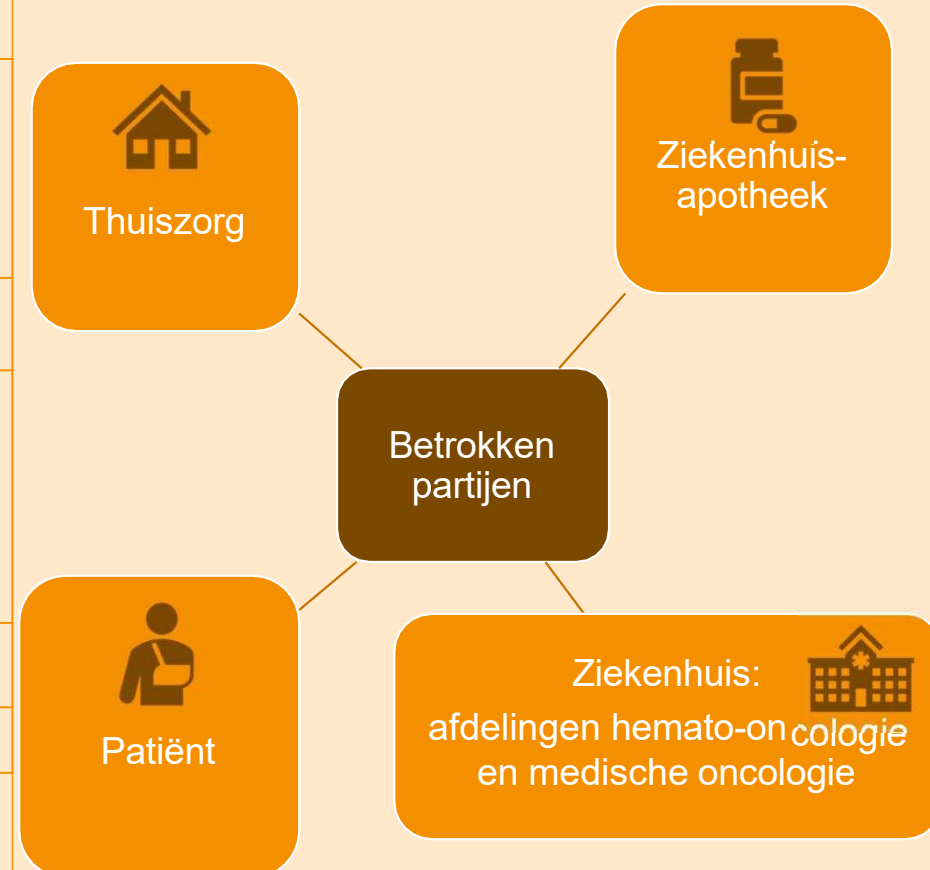 Thuiszorg
Ziekenhuis-
apotheek
Betrokken
partijen
Patiënt
Ziekenhuis:
afdelingen hemato-oncologie
en medische oncologie